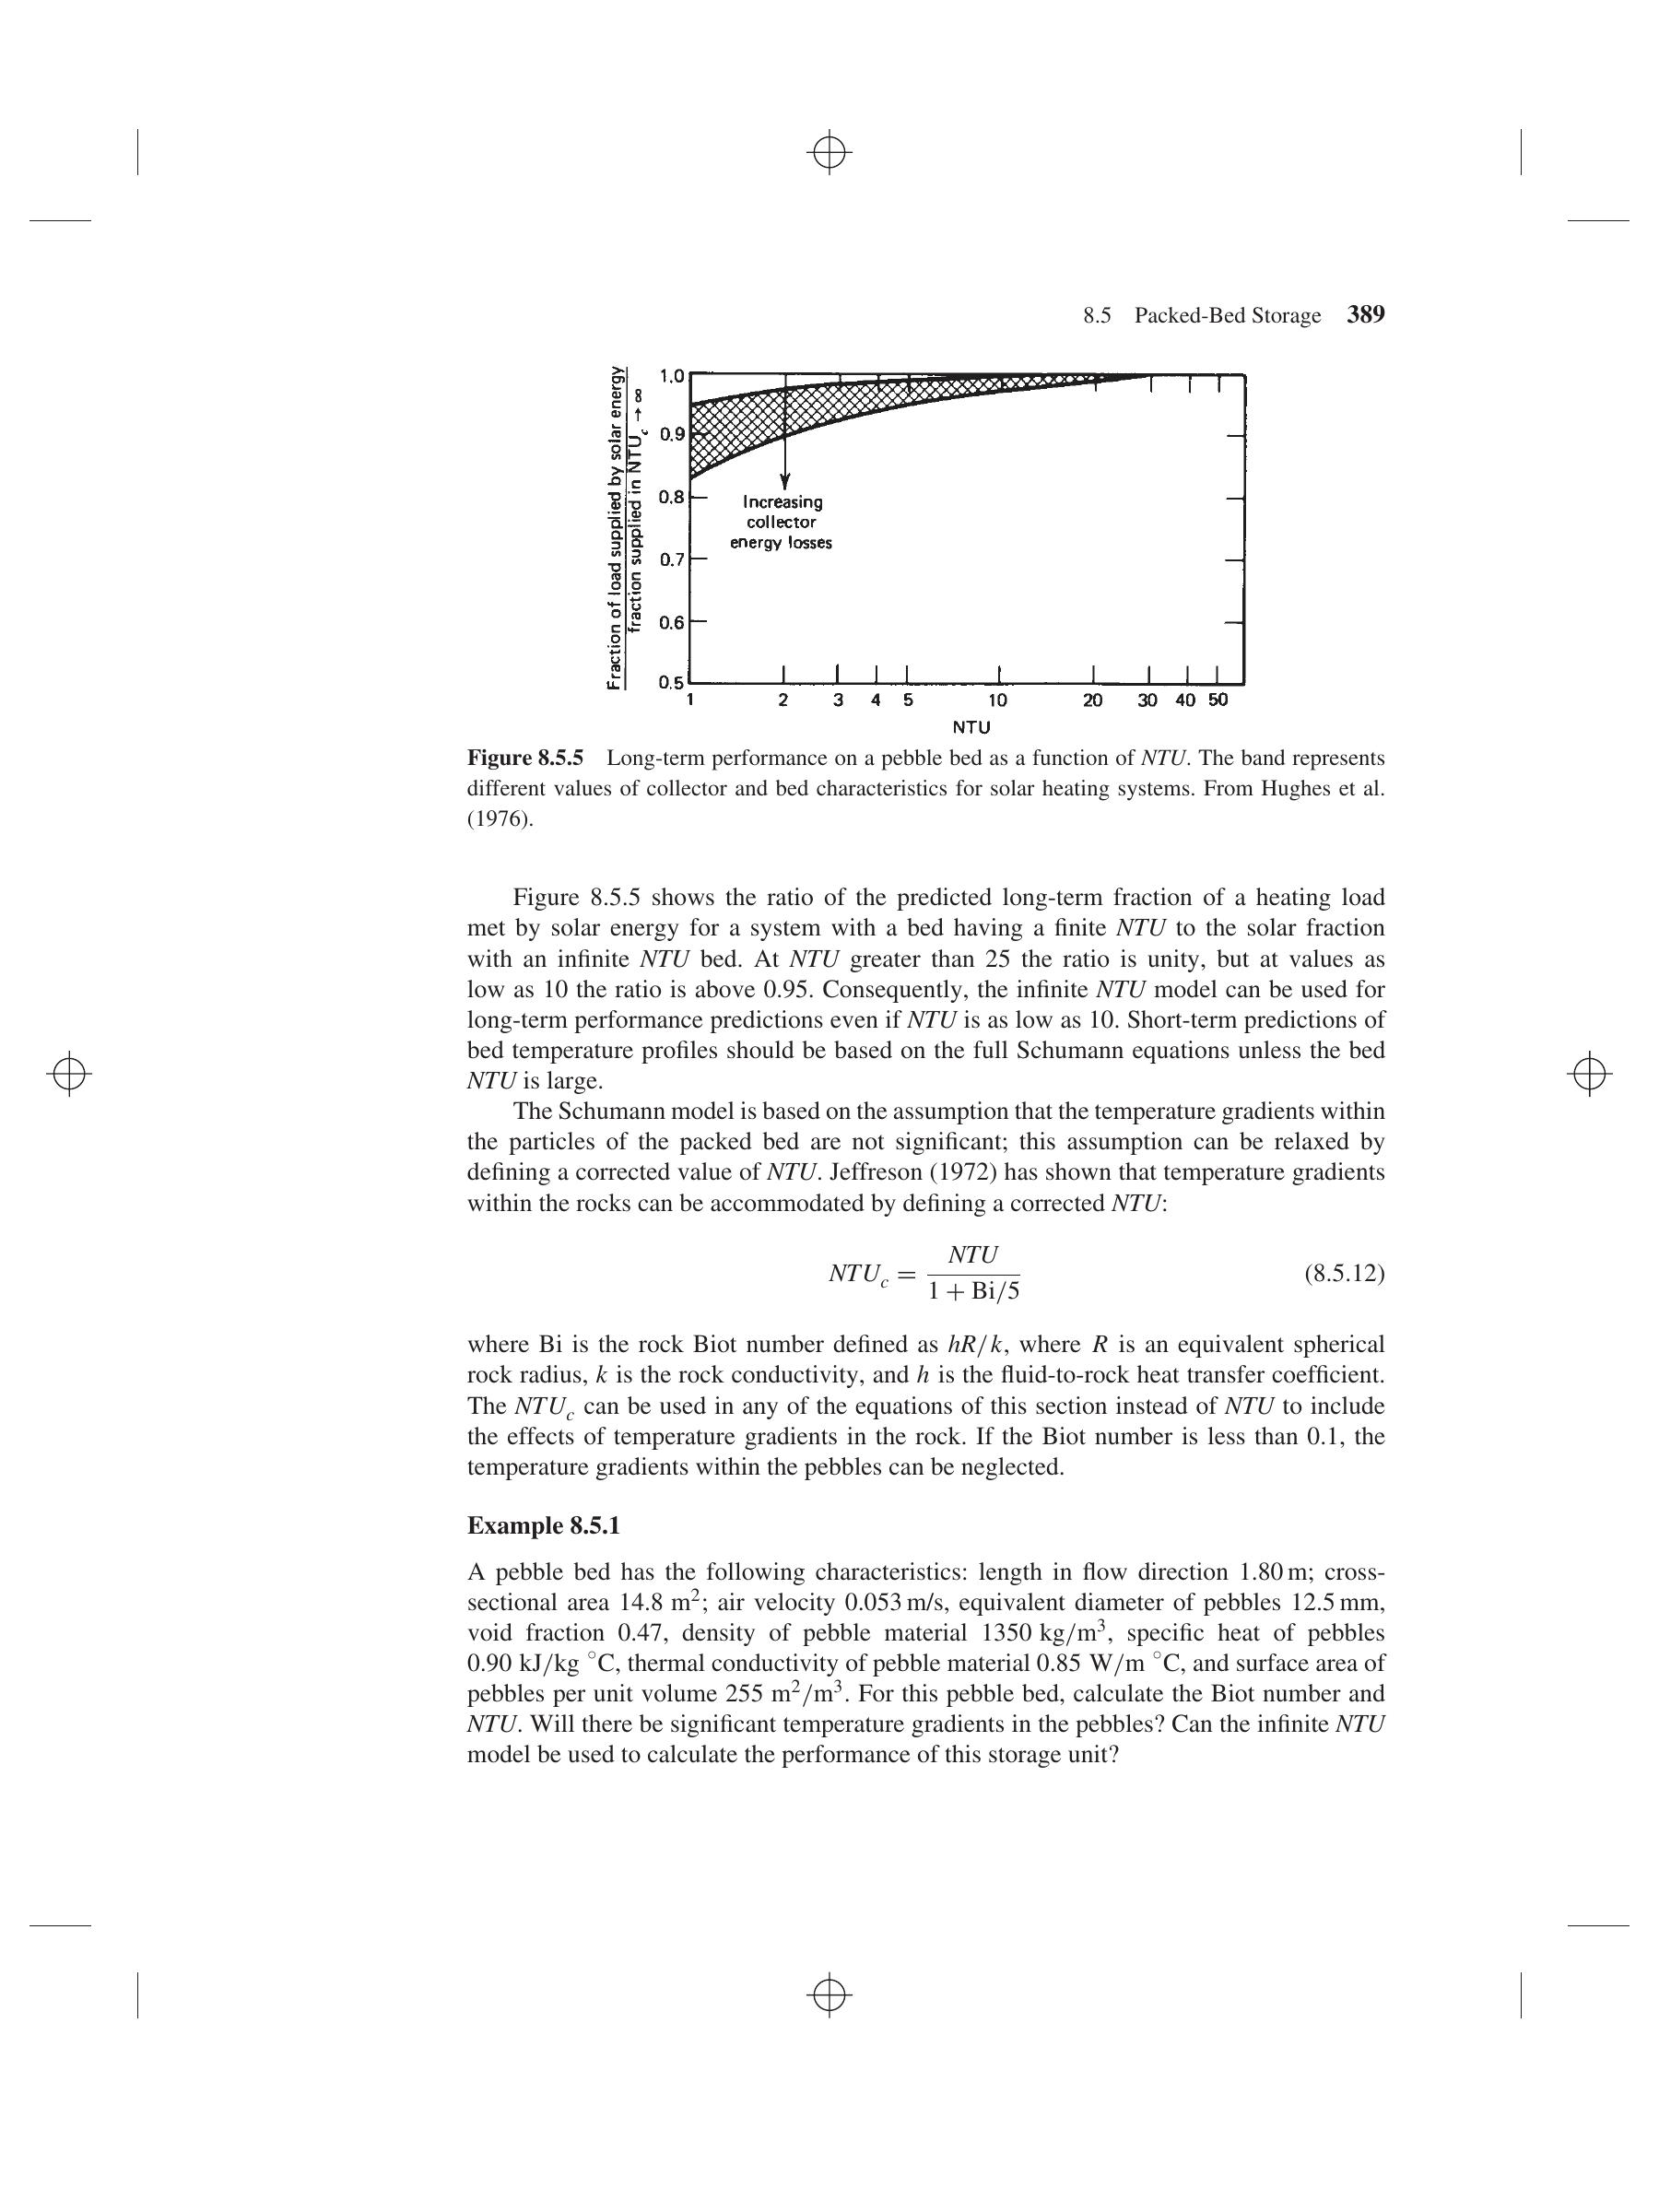 8.5 Packed-Bed Storage 389
Fraction of load supplied by solar energy
fraction supplied in NTU_c → ∞
1.0
0.9
0.8
0.7
0.6
0.5
Increasing
collector
energy losses
1 2 3 4 5 10 20 30 40 50
NTU
Figure 8.5.5 Long-term performance on a pebble bed as a function of NTU. The band represents
different values of collector and bed characteristics for solar heating systems. From Hughes et al.
(1976).
Figure 8.5.5 shows the ratio of the predicted long-term fraction of a heating load
met by solar energy for a system with a bed having a finite NTU to the solar fraction
with an infinite NTU bed. At NTU greater than 25 the ratio is unity, but at values as
low as 10 the ratio is above 0.95. Consequently, the infinite NTU model can be used for
long-term performance predictions even if NTU is as low as 10. Short-term predictions of
bed temperature profiles should be based on the full Schumann equations unless the bed
NTU is large.
The Schumann model is based on the assumption that the temperature gradients within
the particles of the packed bed are not significant; this assumption can be relaxed by
defining a corrected value of NTU. Jeffreson (1972) has shown that temperature gradients
within the rocks can be accommodated by defining a corrected NTU:
NTU_c = NTU / (1 + Bi/5) (8.5.12)
where Bi is the rock Biot number defined as hR/k, where R is an equivalent spherical
rock radius, k is the rock conductivity, and h is the fluid-to-rock heat transfer coefficient.
The NTU_c can be used in any of the equations of this section instead of NTU to include
the effects of temperature gradients in the rock. If the Biot number is less than 0.1, the
temperature gradients within the pebbles can be neglected.
Example 8.5.1
A pebble bed has the following characteristics: length in flow direction 1.80 m; cross-
sectional area 14.8 m²; air velocity 0.053 m/s, equivalent diameter of pebbles 12.5 mm,
void fraction 0.47, density of pebble material 1350 kg/m³, specific heat of pebbles
0.90 kJ/kg °C, thermal conductivity of pebble material 0.85 W/m °C, and surface area of
pebbles per unit volume 255 m²/m³. For this pebble bed, calculate the Biot number and
NTU. Will there be significant temperature gradients in the pebbles? Can the infinite NTU
model be used to calculate the performance of this storage unit?